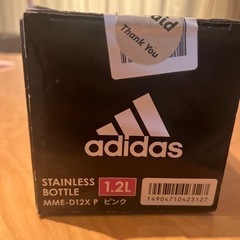 Thank You
adidas
STAINLESS
BOTTLE
1.2L
MME-D12X P ピンク
T4904710423127